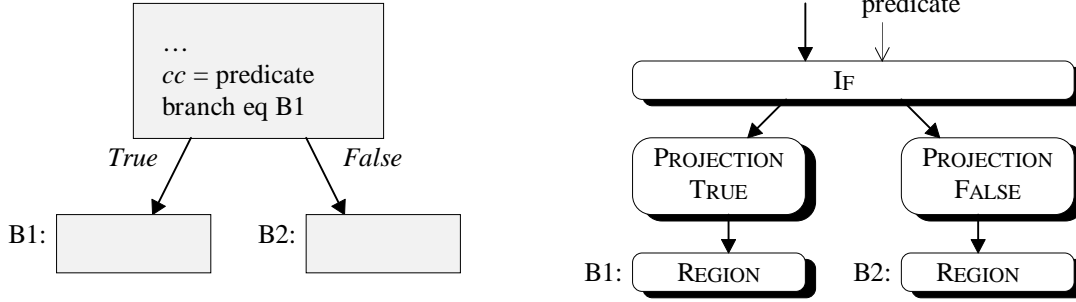 …
cc = predicate
branch eq B1
True
False
B1:
B2:
predicate
IF
PROJECTION
TRUE
PROJECTION
FALSE
B1:
REGION
B2:
REGION